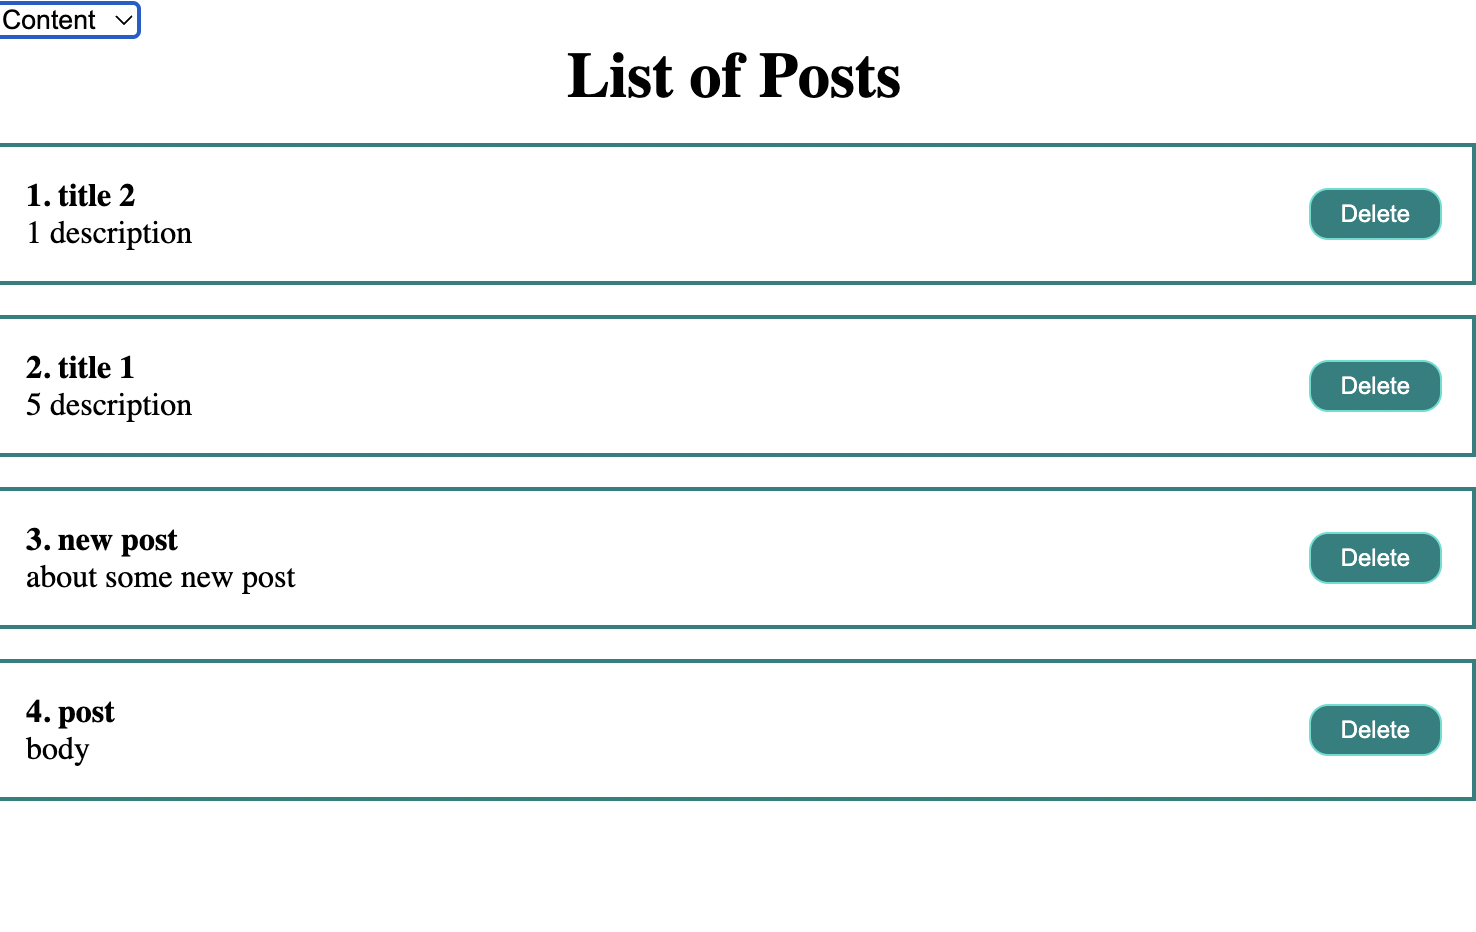 Content
List of Posts
1. title 2
1 description
Delete
2. title 1
5 description
Delete
3. new post
about some new post
Delete
4. post
body
Delete